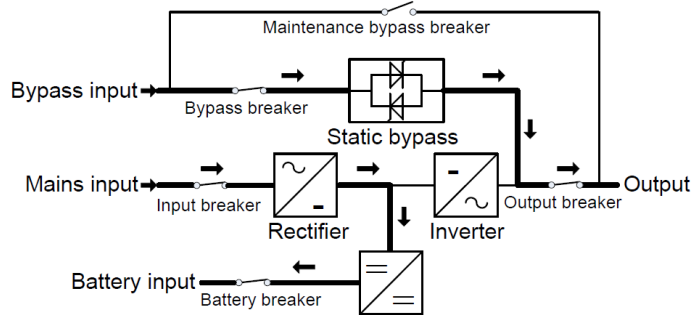 Maintenance bypass breaker
Bypass input
Bypass breaker
Static bypass
Mains input
Input breaker
Rectifier
Inverter
Output breaker
Output
Battery input
Battery breaker